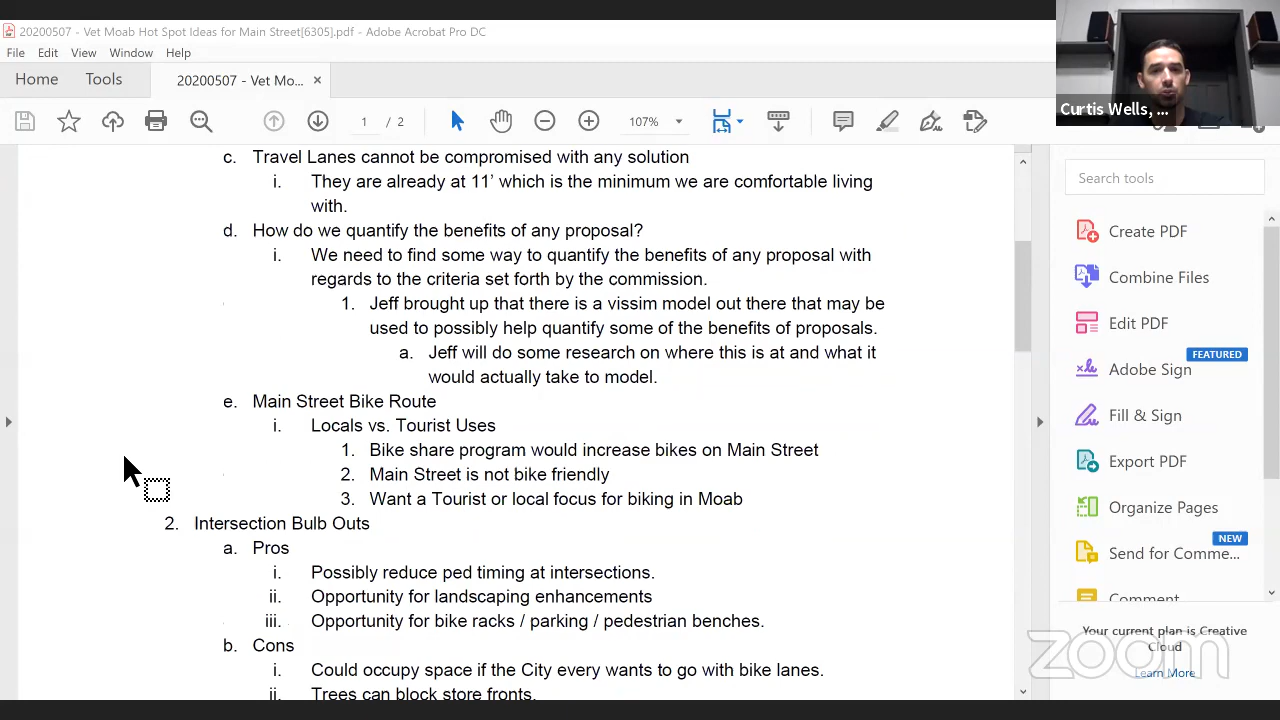 20200507 - Vet Moab Hot Spot Ideas for Main Street[6305].pdf - Adobe Acrobat Pro DC
File Edit View Window Help
Home Tools 20200507 - Vet Mo... ×
1 / 2 107%
Curtis Wells, ...
c. Travel Lanes cannot be compromised with any solution
i. They are already at 11’ which is the minimum we are comfortable living
with.
d. How do we quantify the benefits of any proposal?
i. We need to find some way to quantify the benefits of any proposal with
regards to the criteria set forth by the commission.
1. Jeff brought up that there is a vissim model out there that may be
used to possibly help quantify some of the benefits of proposals.
a. Jeff will do some research on where this is at and what it
would actually take to model.
e. Main Street Bike Route
i. Locals vs. Tourist Uses
1. Bike share program would increase bikes on Main Street
2. Main Street is not bike friendly
3. Want a Tourist or local focus for biking in Moab
2. Intersection Bulb Outs
a. Pros
i. Possibly reduce ped timing at intersections.
ii. Opportunity for landscaping enhancements
iii. Opportunity for bike racks / parking / pedestrian benches.
b. Cons
i. Could occupy space if the City every wants to go with bike lanes.
ii. Trees can block store fronts.
Search tools
Create PDF
Combine Files
Edit PDF
FEATURED
Adobe Sign
Fill & Sign
Export PDF
Organize Pages
NEW
Send for Comme...
Comment
Your current plan is Creative
Cloud
Learn More
zoom